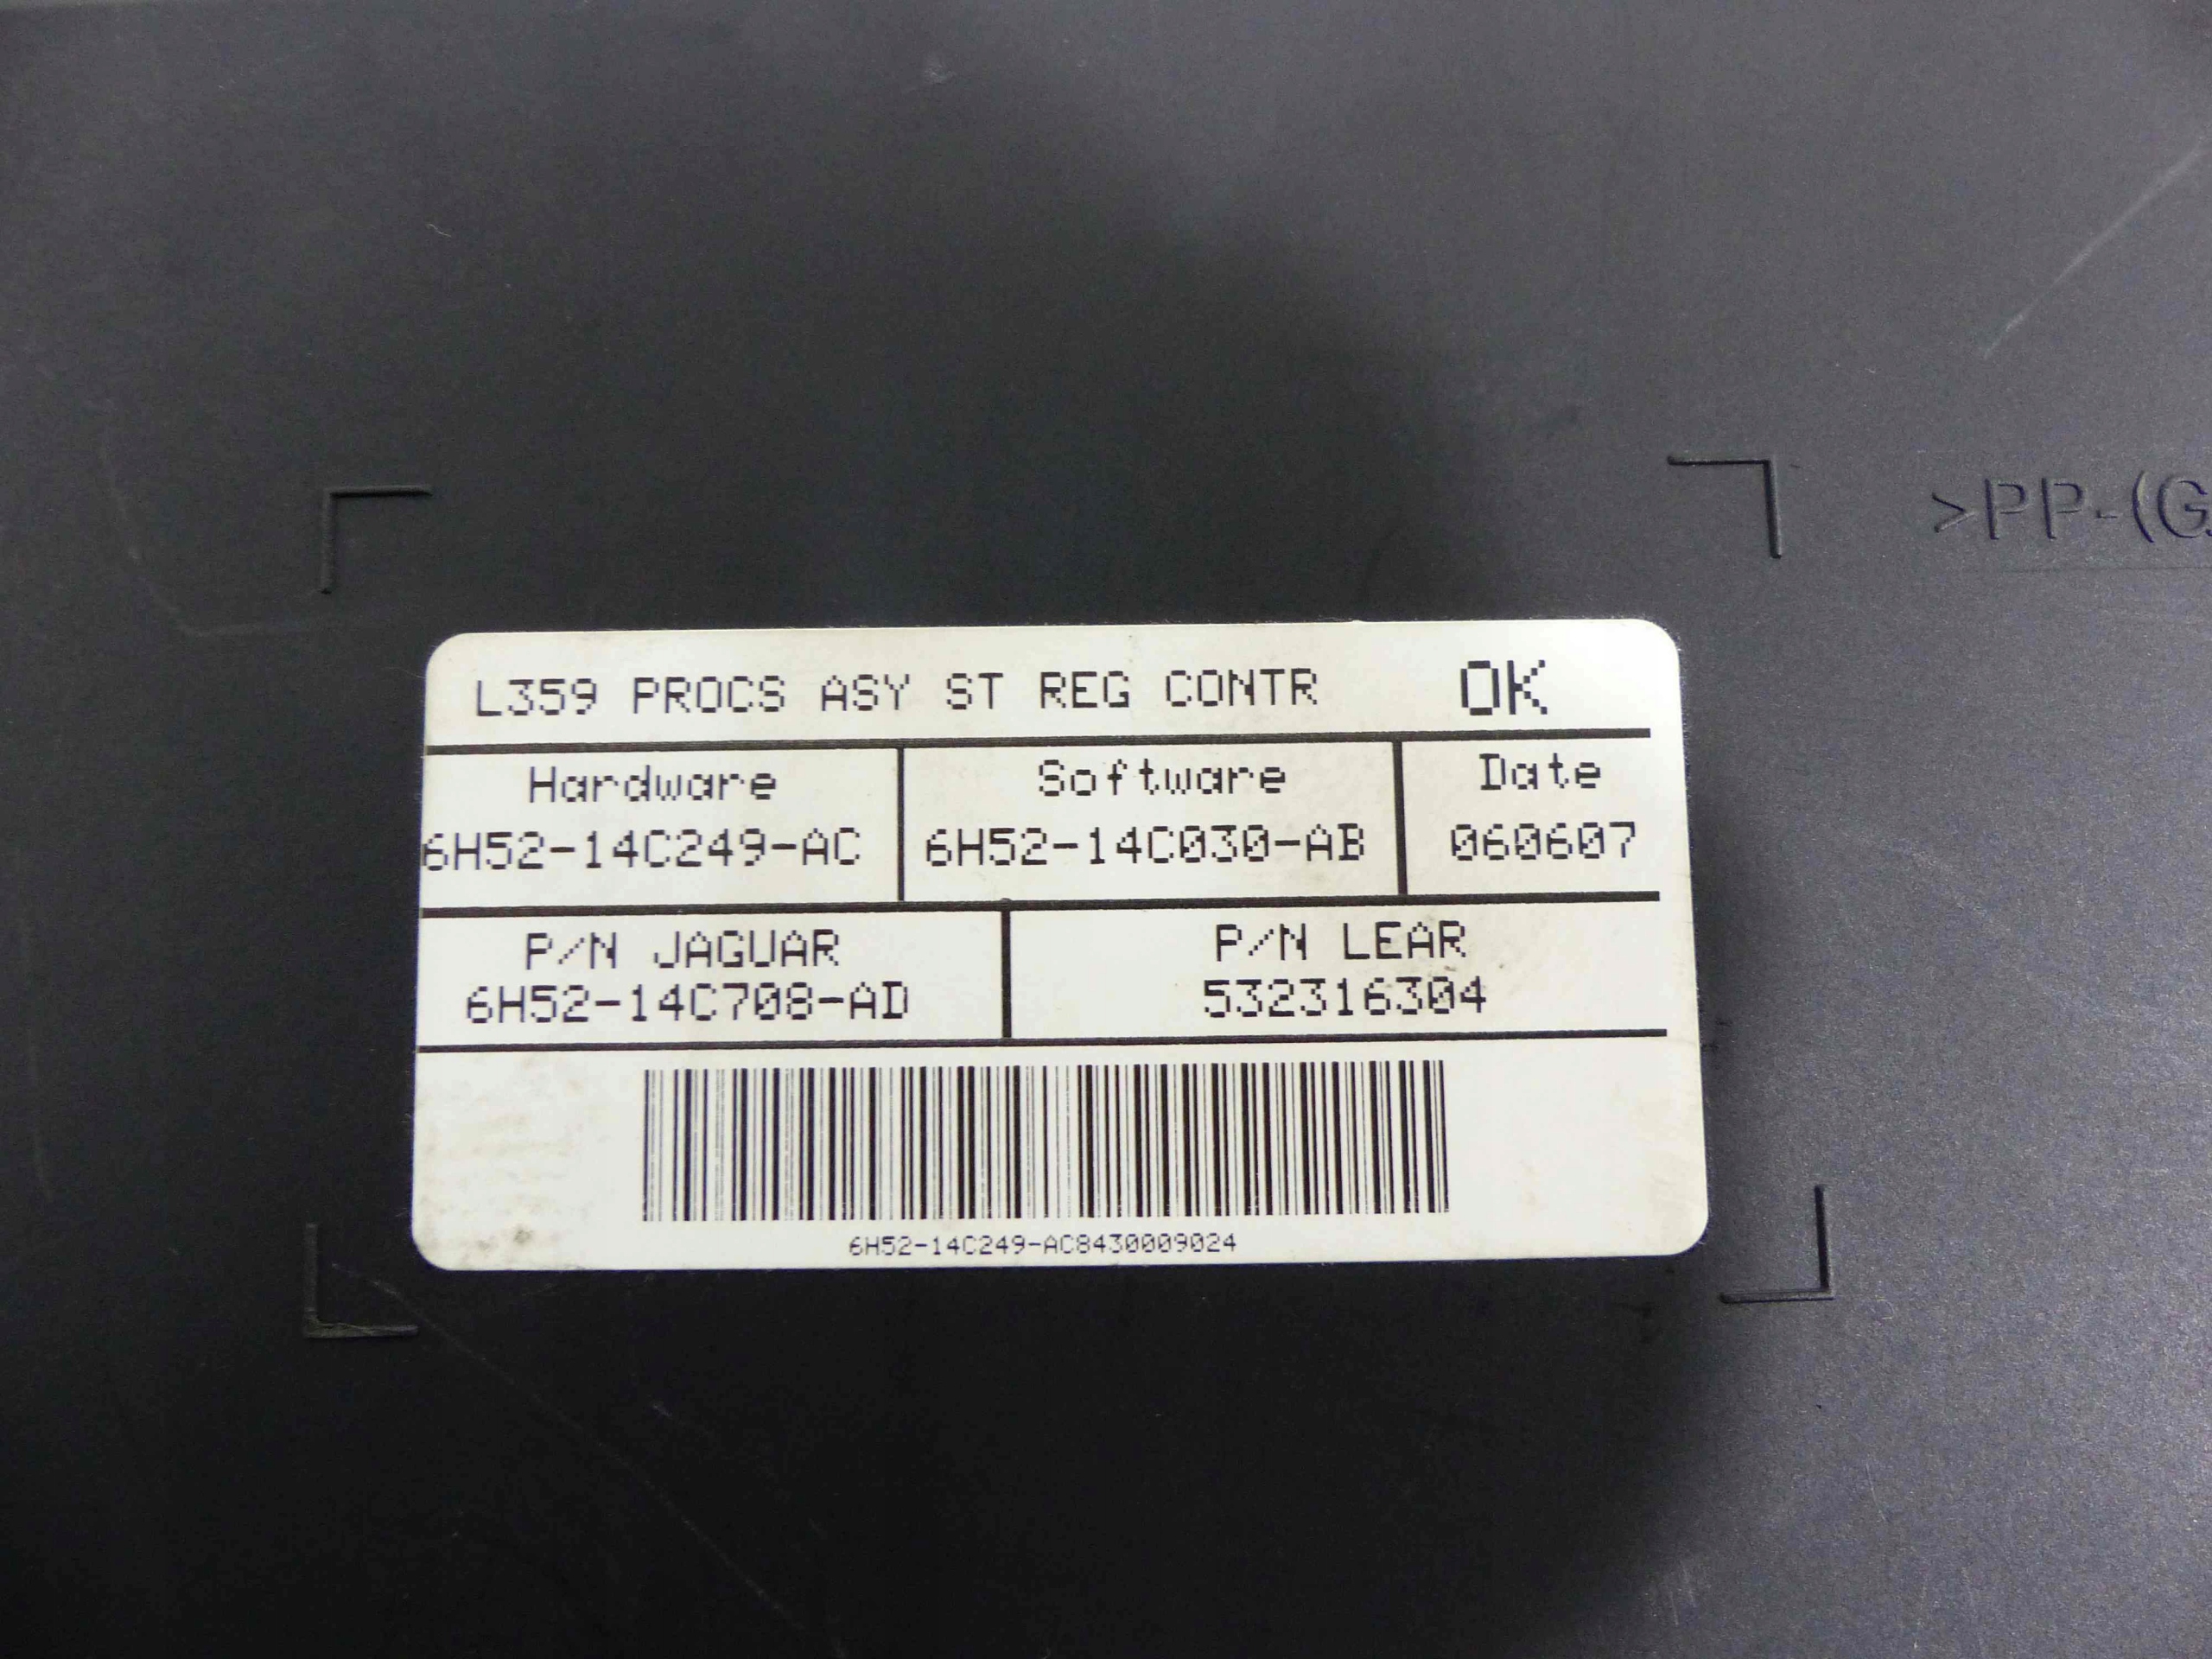 >PP-(G
L359 PROCS ASY ST REG CONTR OK
Hardware Software Date
6H52-14C249-AC 6H52-14C030-AB 060607
P/N JAGUAR P/N LEAR
6H52-14C708-AD 532316304
6H52-14C249-AC8430009024